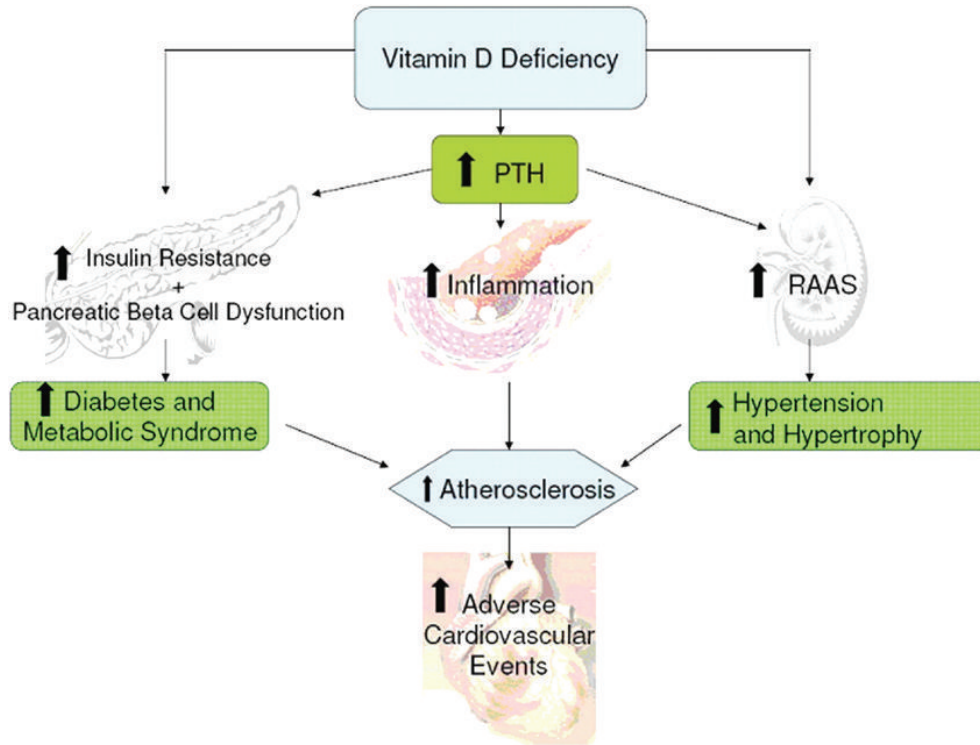 Vitamin D Deficiency
PTH
Insulin Resistance
+
Pancreatic Beta Cell Dysfunction
Inflammation
RAAS
Diabetes and
Metabolic Syndrome
Hypertension
and Hypertrophy
Atherosclerosis
Adverse
Cardiovascular
Events